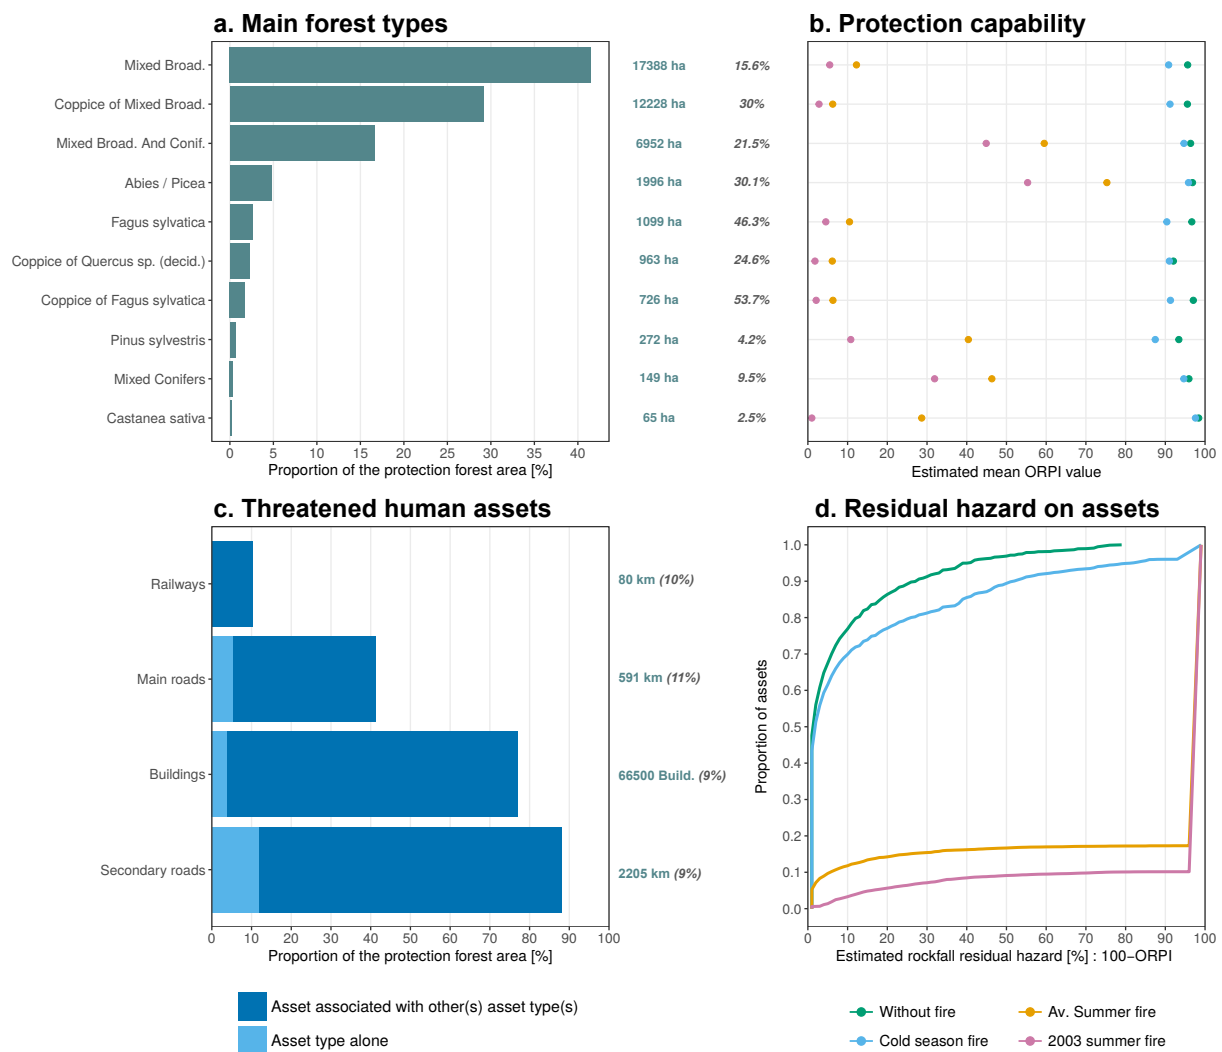 a. Main forest types
Mixed Broad.
17388 ha
15.6%
Coppice of Mixed Broad.
12228 ha
30%
Mixed Broad. And Conif.
6952 ha
21.5%
Abies / Picea
1996 ha
30.1%
Fagus sylvatica
1099 ha
46.3%
Coppice of Quercus sp. (decid.)
963 ha
24.6%
Coppice of Fagus sylvatica
726 ha
53.7%
Pinus sylvestris
272 ha
4.2%
Mixed Conifers
149 ha
9.5%
Castanea sativa
65 ha
2.5%
0 5 10 15 20 25 30 35 40
Proportion of the protection forest area [%]
b. Protection capability
0 10 20 30 40 50 60 70 80 90 100
Estimated mean ORPI value
c. Threatened human assets
Railways
80 km (10%)
Main roads
591 km (11%)
Buildings
66500 Build. (9%)
Secondary roads
2205 km (9%)
0 10 20 30 40 50 60 70 80 90 100
Proportion of the protection forest area [%]
Asset associated with other(s) asset type(s)
Asset type alone
d. Residual hazard on assets
Proportion of assets
1.0
0.9
0.8
0.7
0.6
0.5
0.4
0.3
0.2
0.1
0.0
0 10 20 30 40 50 60 70 80 90 100
Estimated rockfall residual hazard [%] : 100−ORPI
Without fire
Av. Summer fire
Cold season fire
2003 summer fire